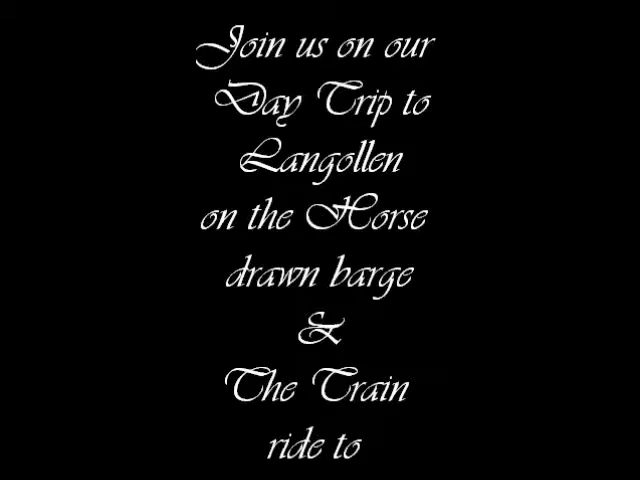 Join us on our
Day Trip to
Langollen
on the Horse
drawn barge
&
The Train
ride to